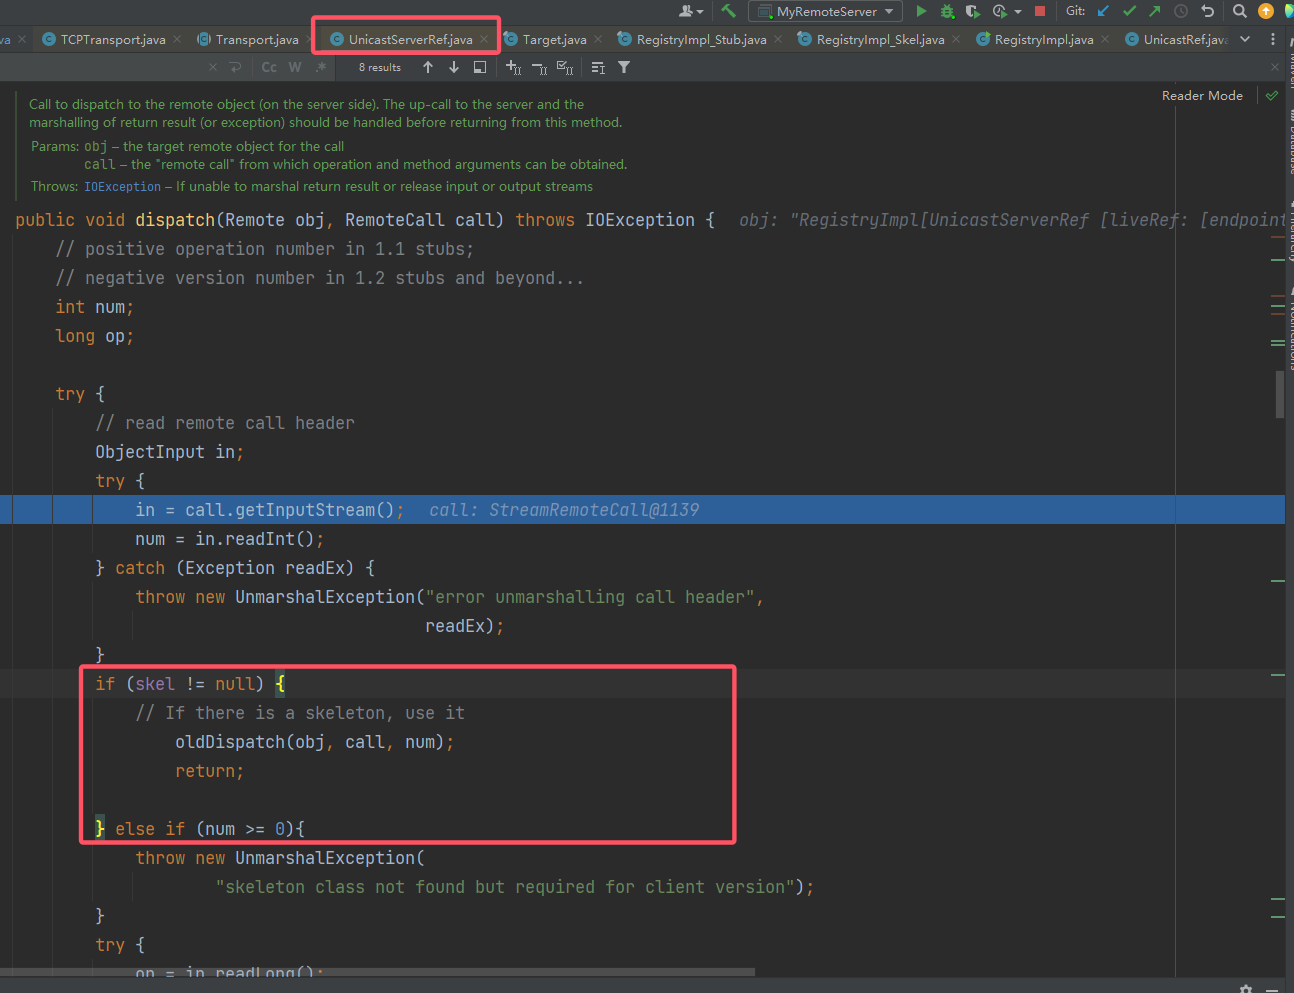 MyRemoteServer
Git:
va
TCPTransport.java
Transport.java
UnicastServerRef.java
Target.java
RegistryImpl_Stub.java
RegistryImpl_Skel.java
RegistryImpl.java
UnicastRef.java
Cc W .* 8 results
Reader Mode
Call to dispatch to the remote object (on the server side). The up-call to the server and the
marshalling of return result (or exception) should be handled before returning from this method.
Params: obj – the target remote object for the call
call – the "remote call" from which operation and method arguments can be obtained.
Throws: IOException – If unable to marshal return result or release input or output streams
public void dispatch(Remote obj, RemoteCall call) throws IOException { obj: "RegistryImpl[UnicastServerRef [liveRef: [endpoint
// positive operation number in 1.1 stubs;
// negative version number in 1.2 stubs and beyond...
int num;
long op;
try {
// read remote call header
ObjectInput in;
try {
in = call.getInputStream(); call: StreamRemoteCall@1139
num = in.readInt();
} catch (Exception readEx) {
throw new UnmarshalException("error unmarshalling call header",
readEx);
}
if (skel != null) {
// If there is a skeleton, use it
oldDispatch(obj, call, num);
return;
} else if (num >= 0){
throw new UnmarshalException(
"skeleton class not found but required for client version");
}
try {
op = in.readLong();